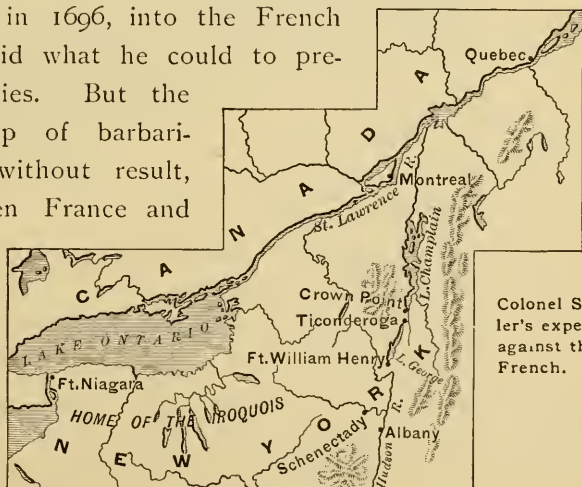 in 1696, into the French
id what he could to pre-
ies. But the
p of barbari-
without result,
en France and
Quebec
CANADA
Montreal
R.
St. Lawrence
L. Champlain
Crown Point
Ticonderoga
LAKE ONTARIO
Ft. William Henry
L. George
Ft. Niagara
HOME OF THE IROQUOIS
NEW YORK
Schenectady
R.
Albany
Hudson
Colonel S
ler's expe
against th
French.